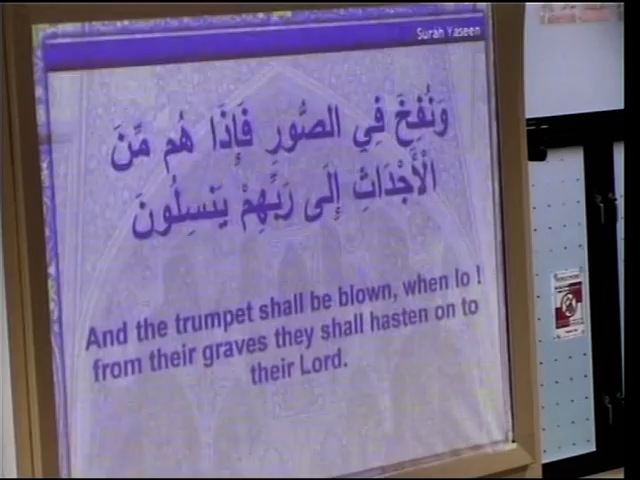 Surah Yaseen
وَنُفِخَ فِي الصُّورِ فَإِذَا هُم مِّنَ
الْأَجْدَاثِ إِلَى رَبِّهِمْ يَنسِلُونَ
And the trumpet shall be blown, when lo !
from their graves they shall hasten on to
their Lord.